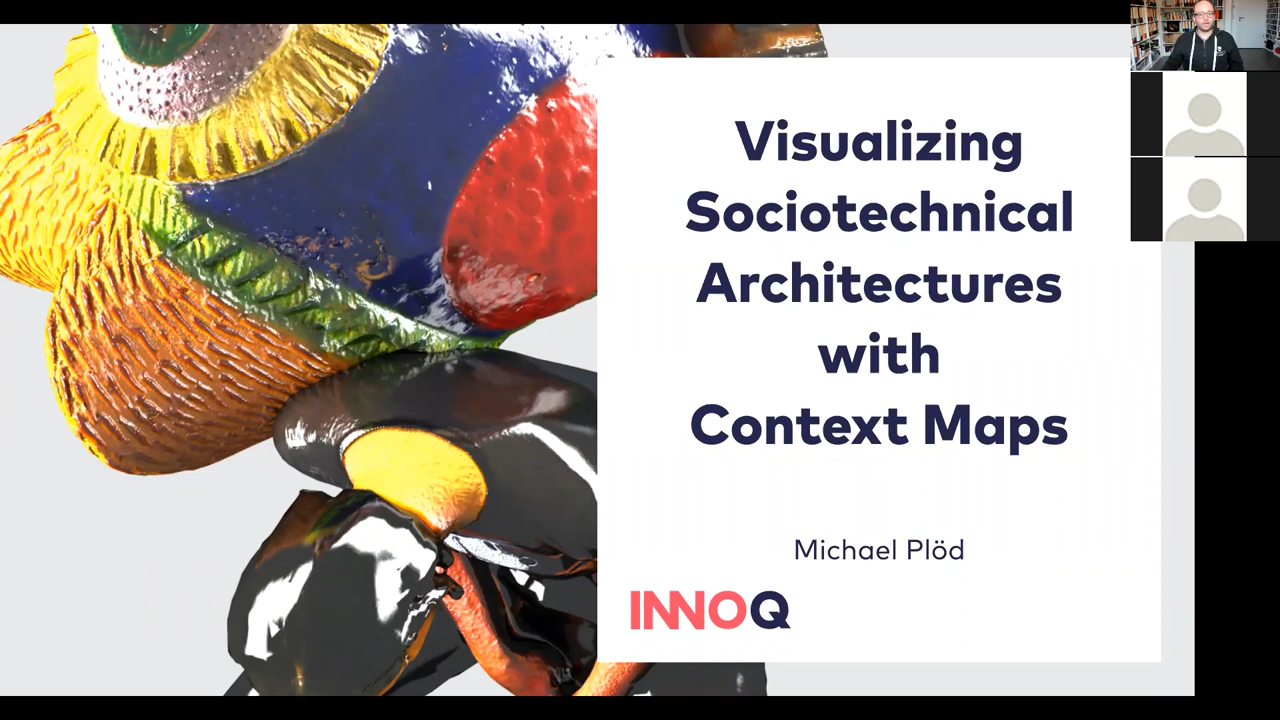 Visualizing
Sociotechnical
Architectures
with
Context Maps
Michael Plöd
INNOQ